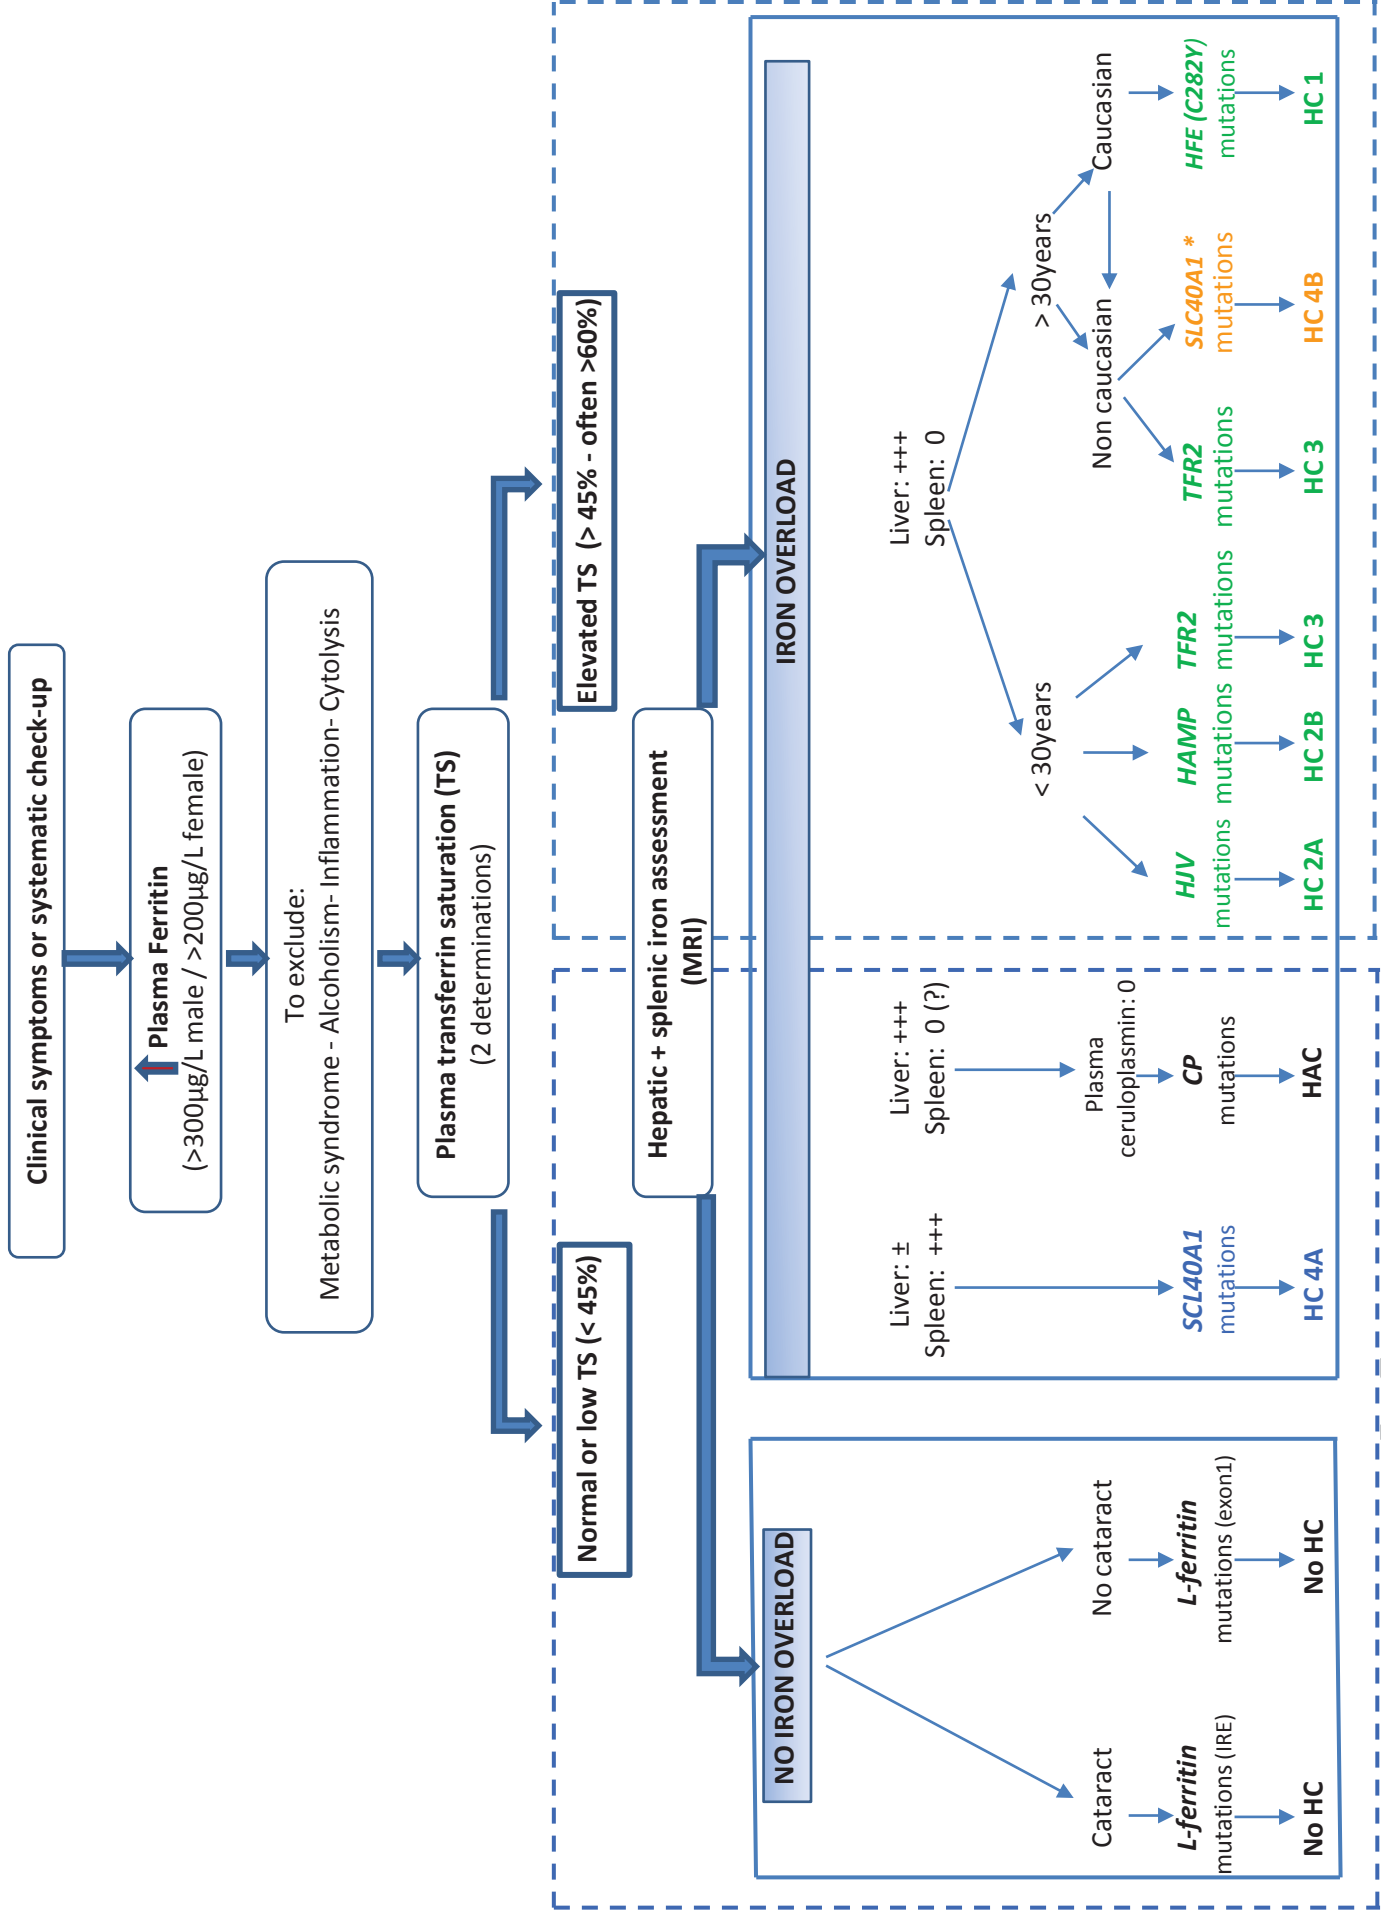 Clinical symptoms or systematic check-up
Plasma Ferritin
(>300µg/L male / >200µg/L female)
To exclude:
Metabolic syndrome - Alcoholism- Inflammation- Cytolysis
Plasma transferrin saturation (TS)
(2 determinations)
Normal or low TS (< 45%)
Elevated TS (> 45% - often >60%)
Hepatic + splenic iron assessment
(MRI)
NO IRON OVERLOAD
IRON OVERLOAD
Cataract
L-ferritin
mutations (IRE)
No HC
No cataract
L-ferritin
mutations (exon1)
No HC
Liver: ±
Spleen: +++
SCL40A1
mutations
HC 4A
Liver: +++
Spleen: 0 (?)
Plasma
ceruloplasmin: 0
CP
mutations
HAC
Liver: +++
Spleen: 0
< 30years
HJV
mutations
HC 2A
HAMP
mutations
HC 2B
TFR2
mutations
HC 3
> 30years
Non caucasian
Caucasian
TFR2
mutations
HC 3
SLC40A1 *
mutations
HC 4B
HFE (C282Y)
mutations
HC 1